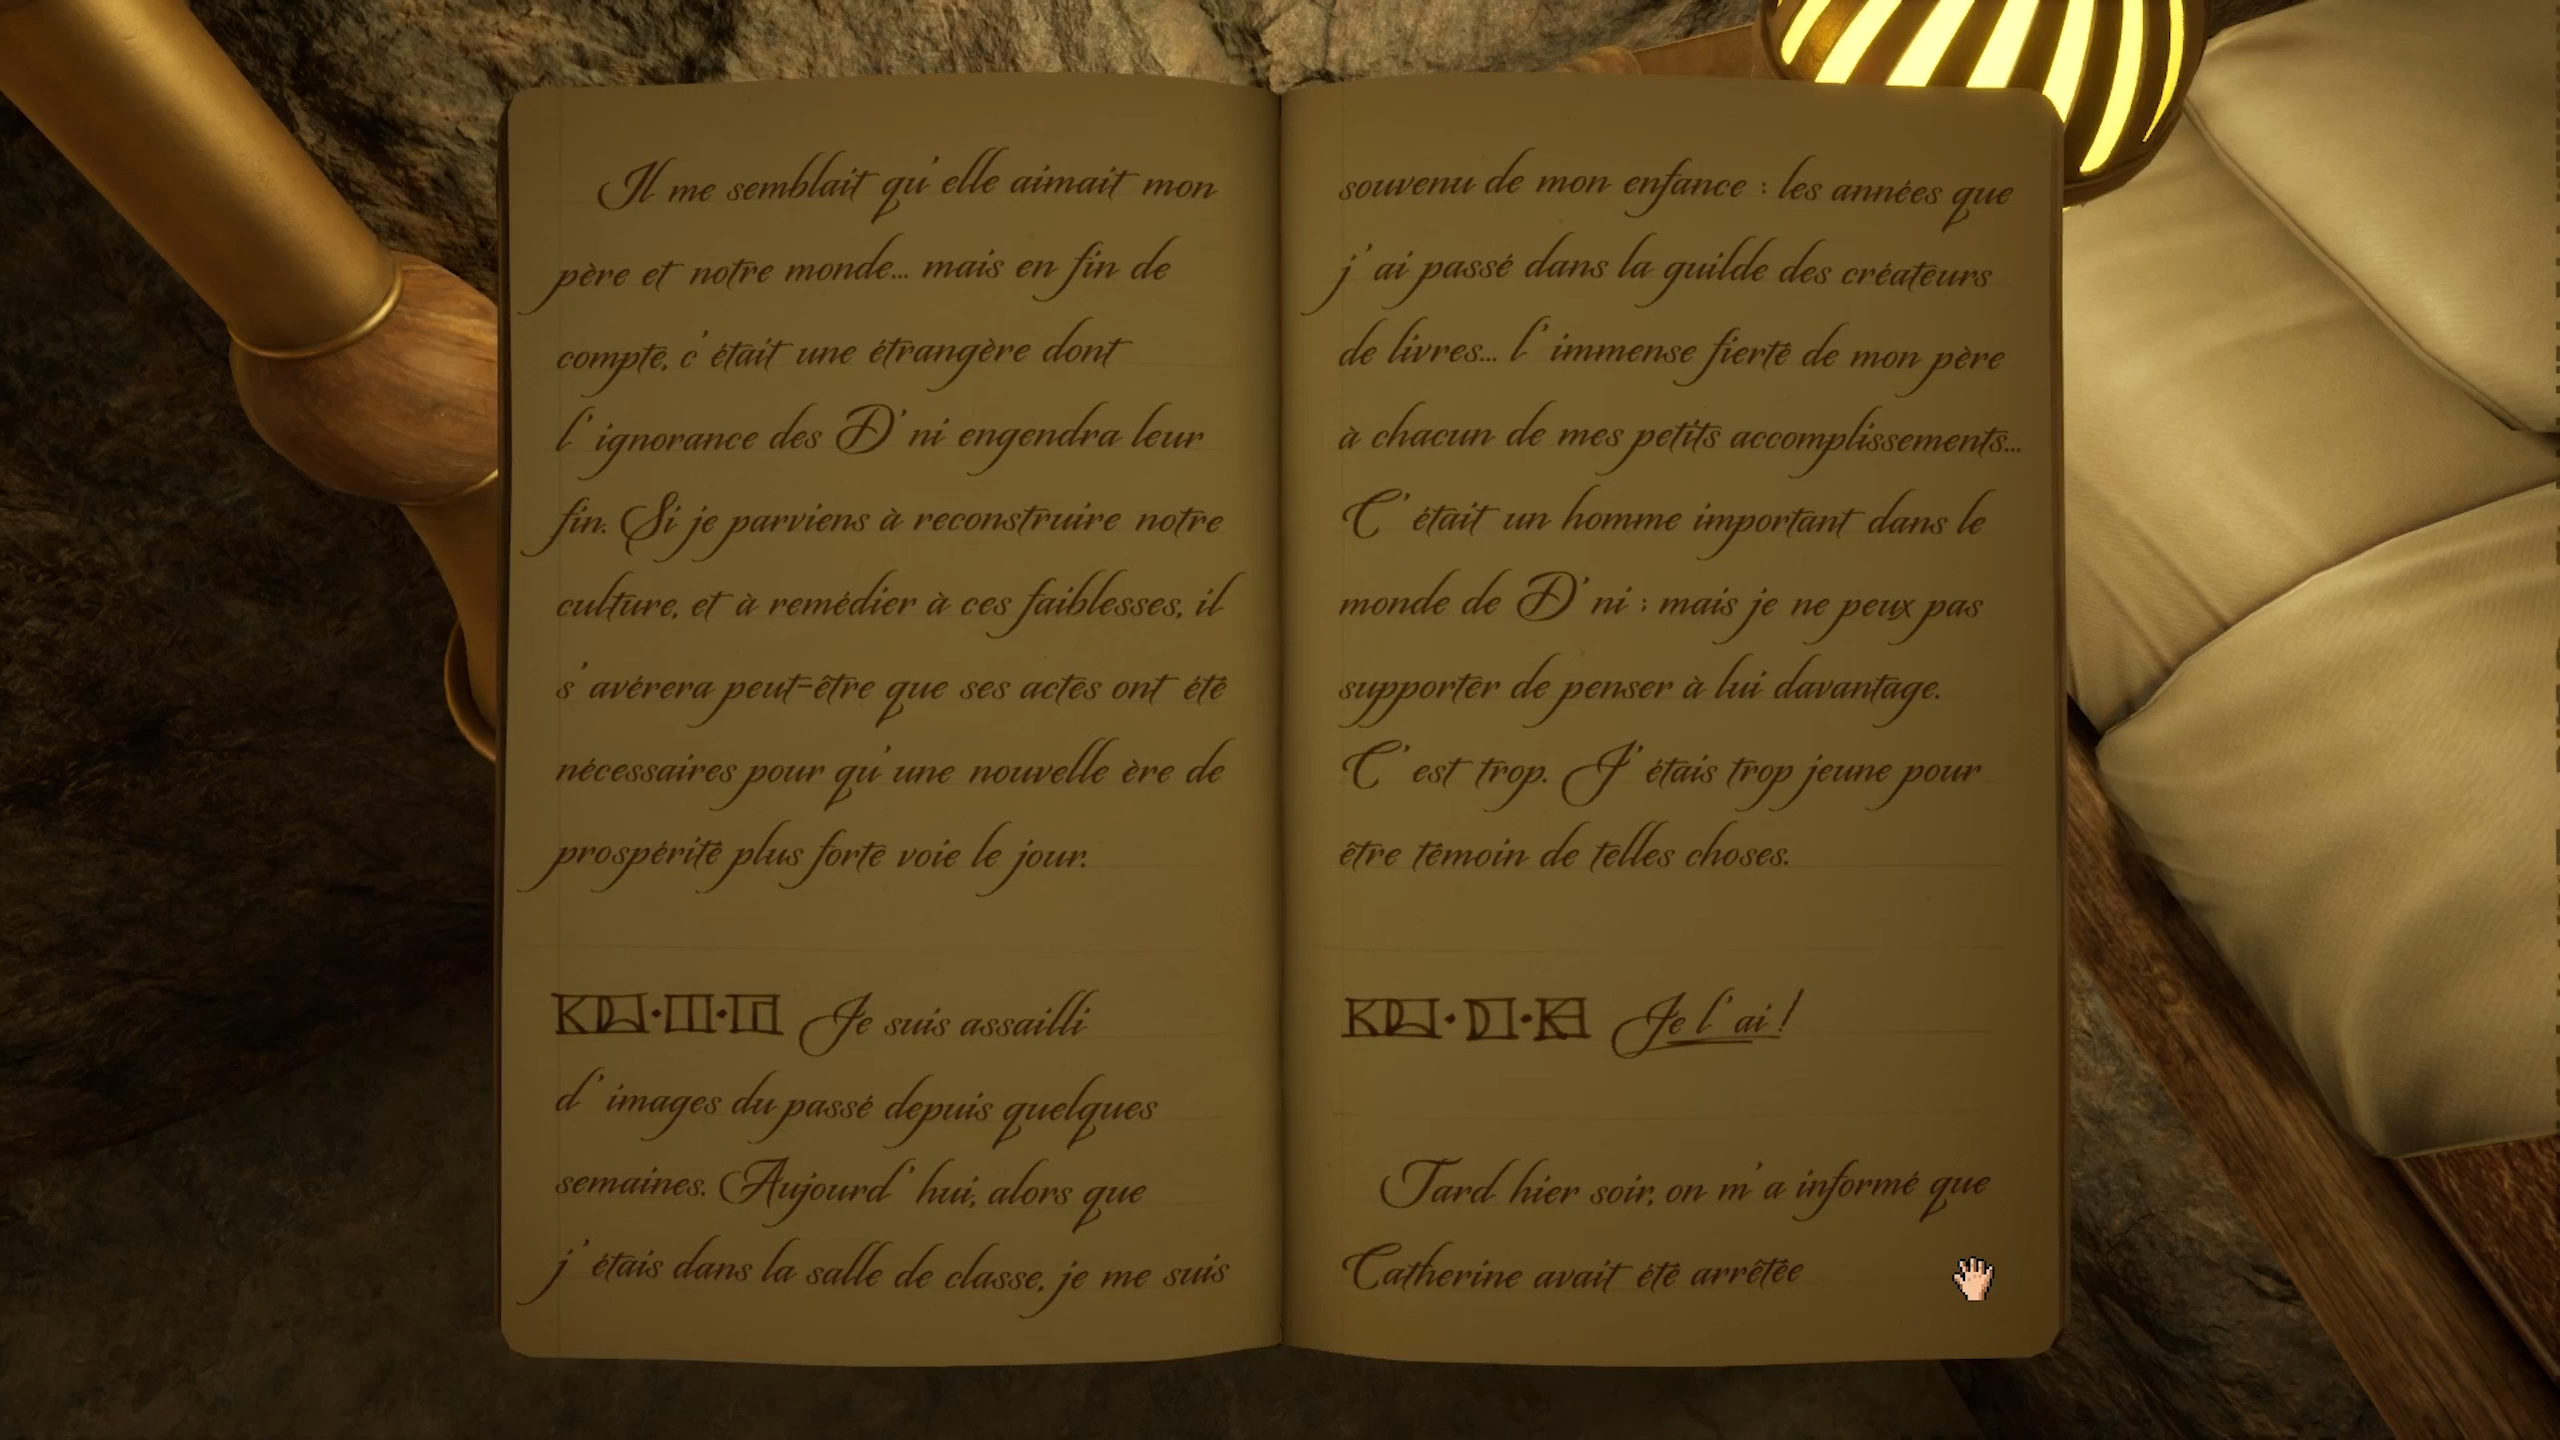 Il me semblait qu'elle aimait mon
père et notre monde... mais en fin de
compte, c'était une étrangère dont
l'ignorance des D'ni engendra leur
fin. Si je parviens à reconstruire notre
culture, et à remédier à ces faiblesses, il
s'avérera peut-être que ses actes ont été
nécessaires pour qu'une nouvelle ère de
prospérité plus forte voie le jour.
Je suis assailli
d'images du passé depuis quelques
semaines. Aujourd'hui, alors que
j'étais dans la salle de classe, je me suis
souvenu de mon enfance : les années que
j'ai passé dans la guilde des créateurs
de livres... l'immense fierté de mon père
à chacun de mes petits accomplissements...
C'était un homme important dans le
monde de D'ni : mais je ne peux pas
supporter de penser à lui davantage.
C'est trop. J'étais trop jeune pour
être témoin de telles choses.
Je l'ai !
Tard hier soir, on m'a informé que
Catherine avait été arrêtée